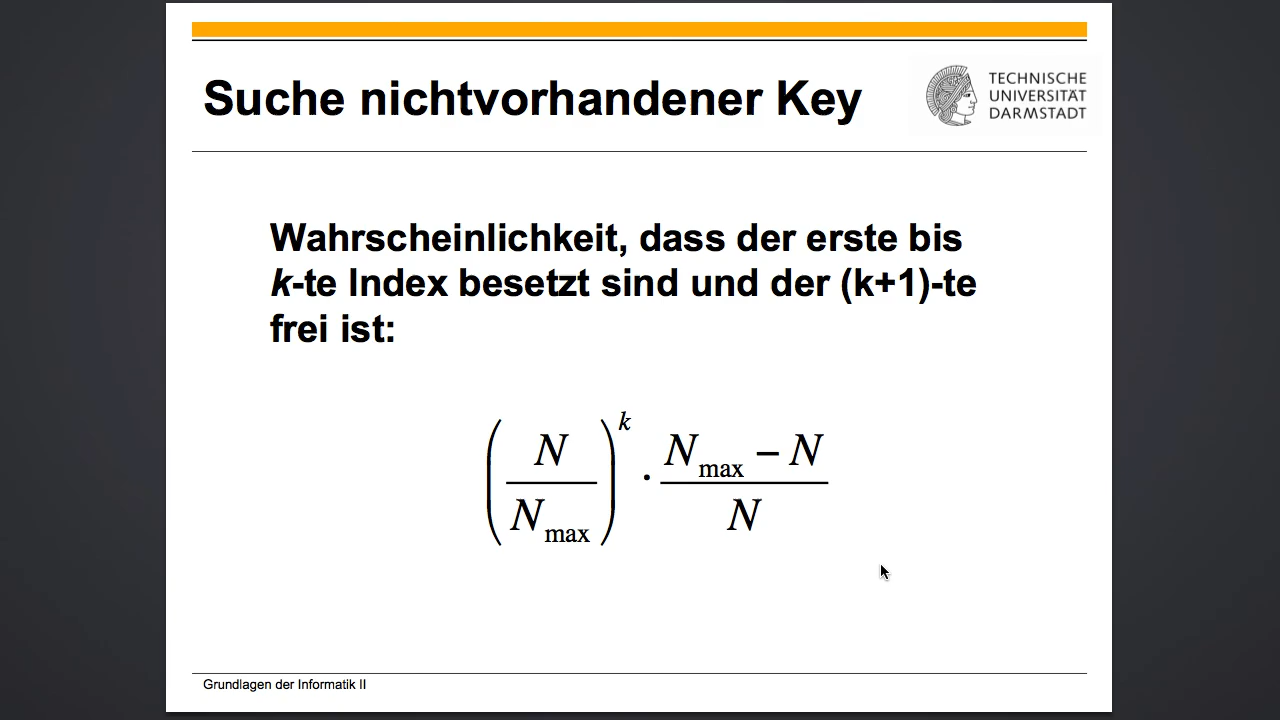 Suche nichtvorhandener Key
TECHNISCHE
UNIVERSITÄT
DARMSTADT
Wahrscheinlichkeit, dass der erste bis
k-te Index besetzt sind und der (k+1)-te
frei ist:
(N / N_max)^k · (N_max − N) / N
Grundlagen der Informatik II